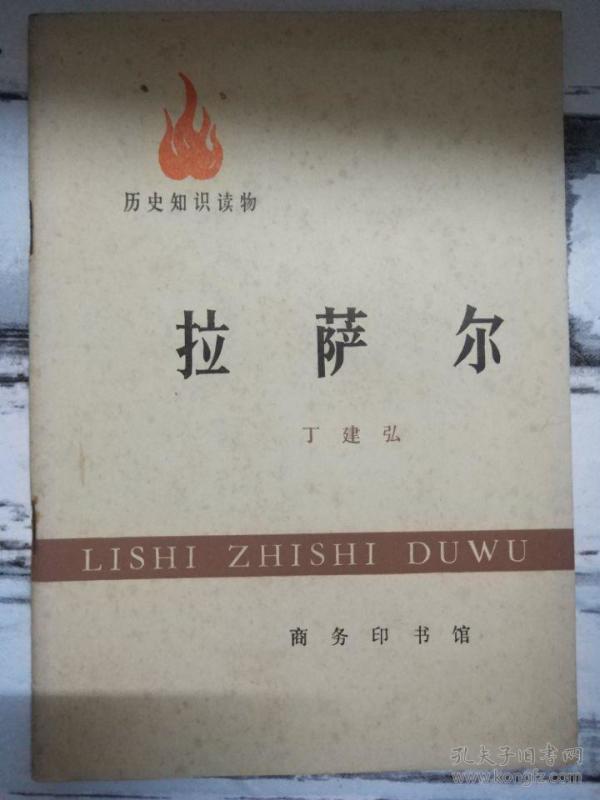 历史知识读物
拉萨尔
丁建弘
LISHI ZHISHI DUWU
商务印书馆
孔夫子旧书网
www.kongfz.com